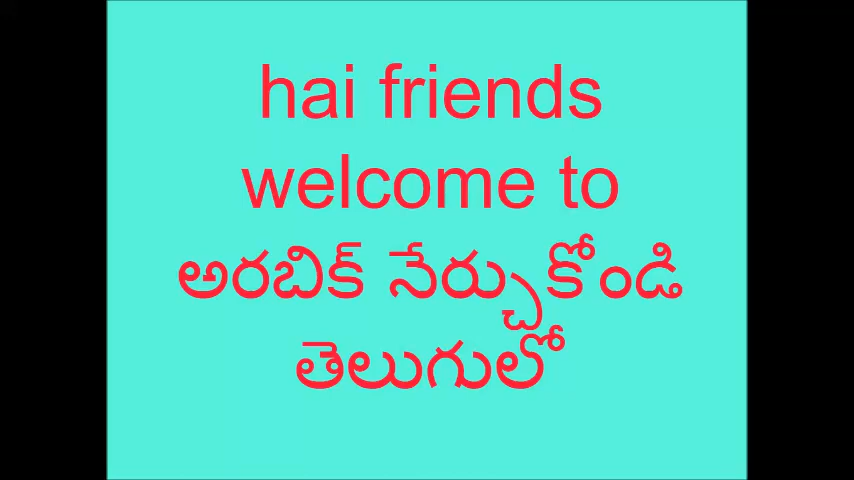 hai friends
welcome to
అరబిక్ నేర్చుకోండి
తెలుగులో